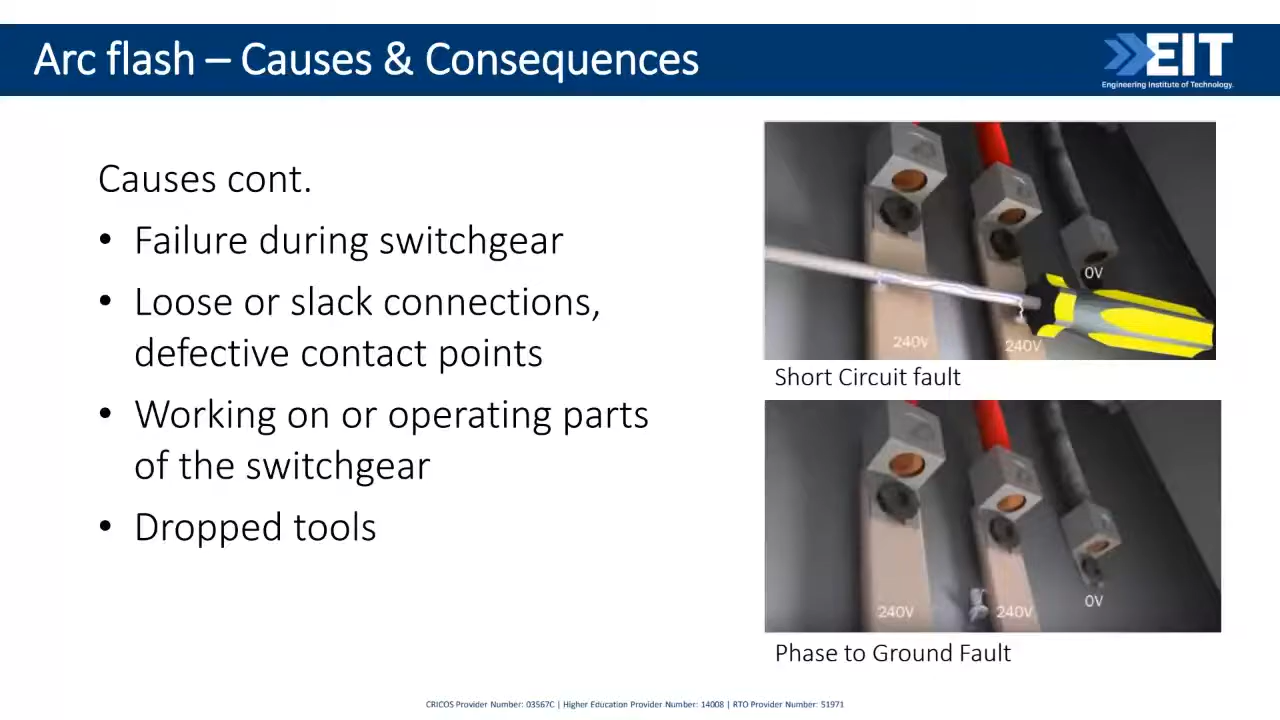 Arc flash – Causes & Consequences
EIT
Engineering Institute of Technology.
Causes cont.
• Failure during switchgear
• Loose or slack connections,
defective contact points
• Working on or operating parts
of the switchgear
• Dropped tools
0V
240V
240V
Short Circuit fault
240V
240V
0V
Phase to Ground Fault
CRICOS Provider Number: 03567C | Higher Education Provider Number: 14008 | RTO Provider Number: 51971